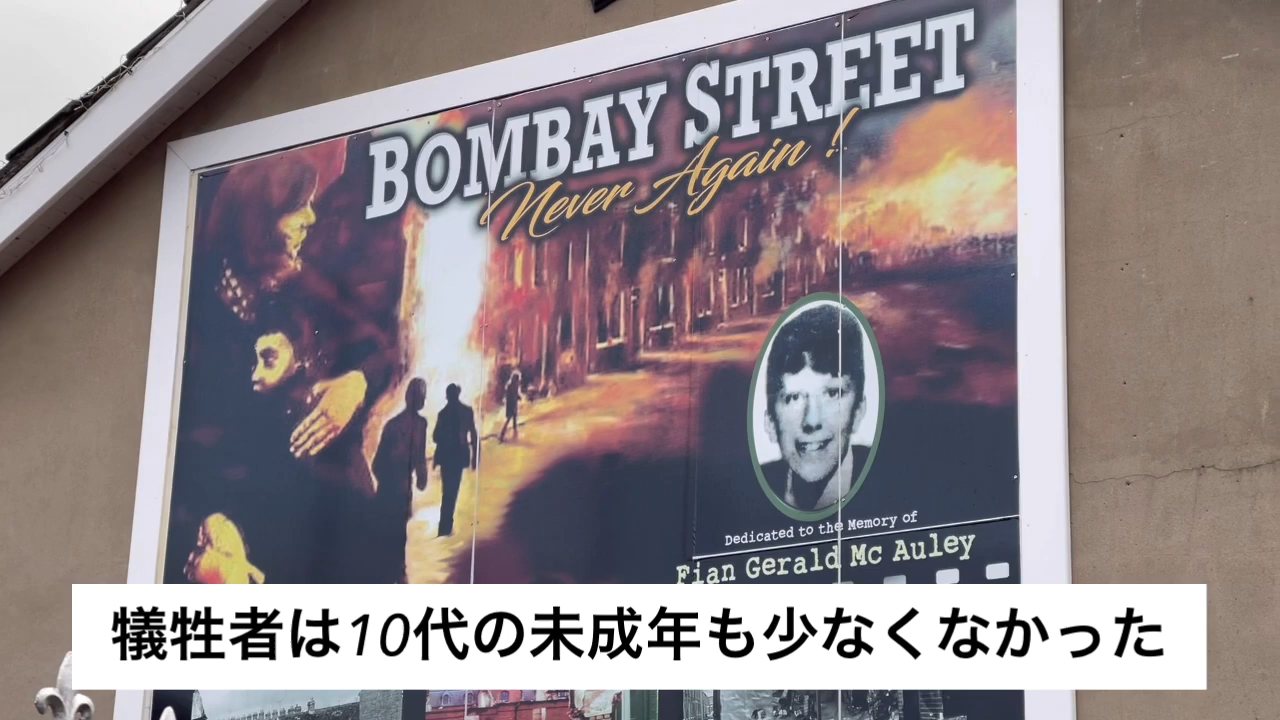 BOMBAY STREET
Never Again !
Dedicated to the Memory of
Fian Gerald Mc Auley
犠牲者は10代の未成年も少なくなかった